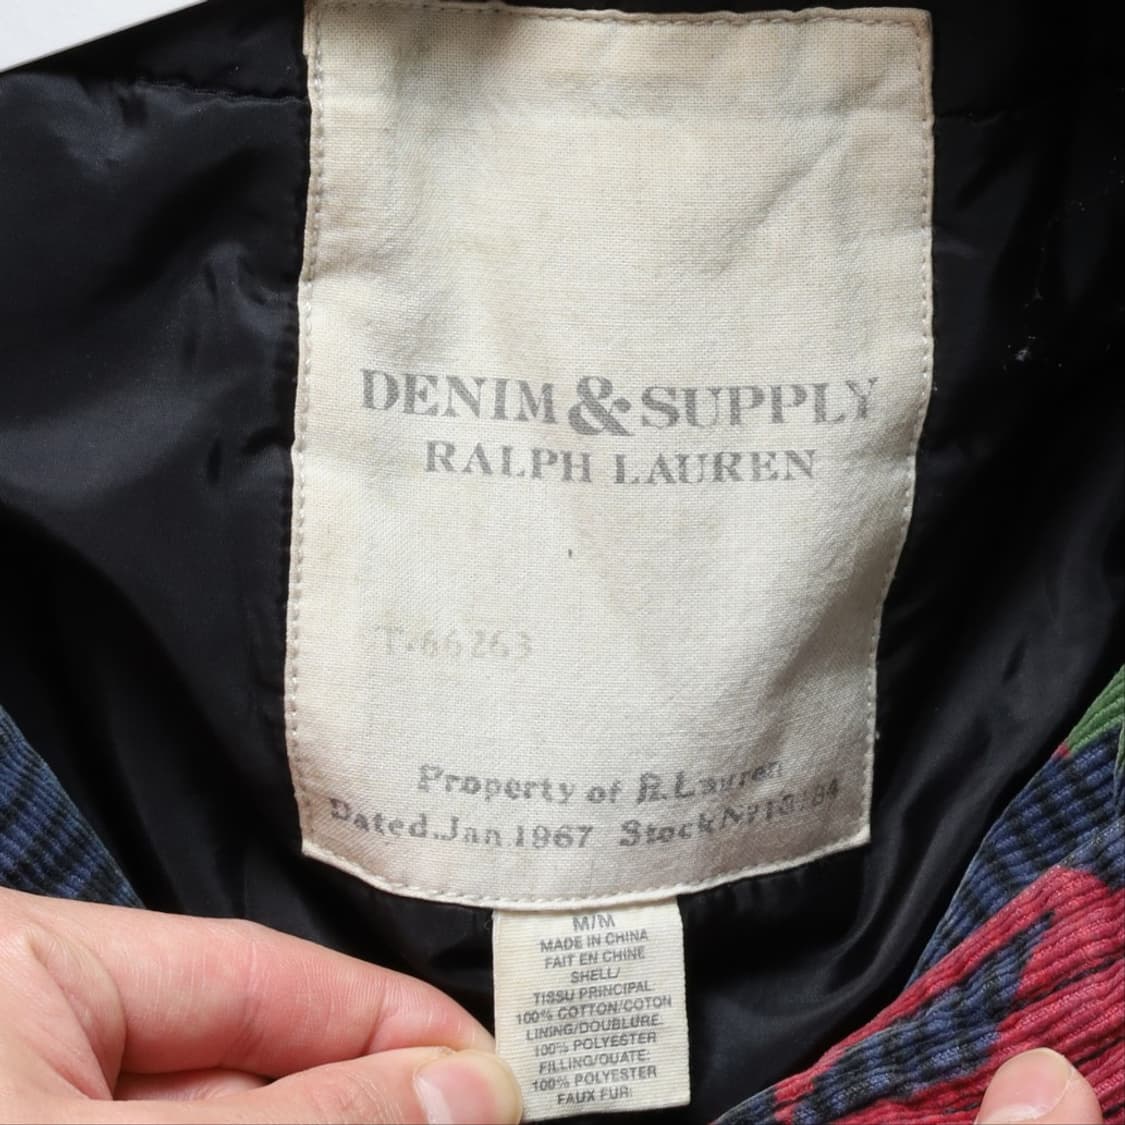 DENIM & SUPPLY
RALPH LAUREN
T.66263
Property of R.Lauren
Dated.Jan.1967 Stock
M/M
MADE IN CHINA
FAIT EN CHINE
SHELL/
TISSU PRINCIPAL
100% COTTON/COTON
LINING/DOUBLURE:
100% POLYESTER
FILLING/OUATE:
100% POLYESTER
FAUX FUR: